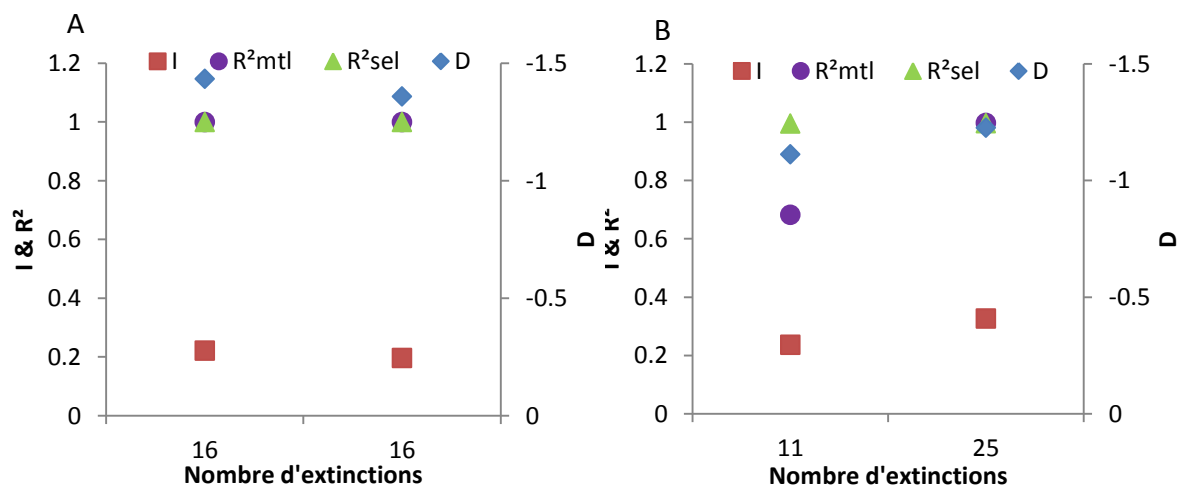 A
I R²mtl R²sel D
1.2
1
0.8
0.6
0.4
0.2
0
I & R²
-1.5
-1
-0.5
0
D
16 16
Nombre d'extinctions
B
I R²mtl R²sel D
1.2
1
0.8
0.6
0.4
0.2
0
I & R²
-1.5
-1
-0.5
0
D
11 25
Nombre d'extinctions